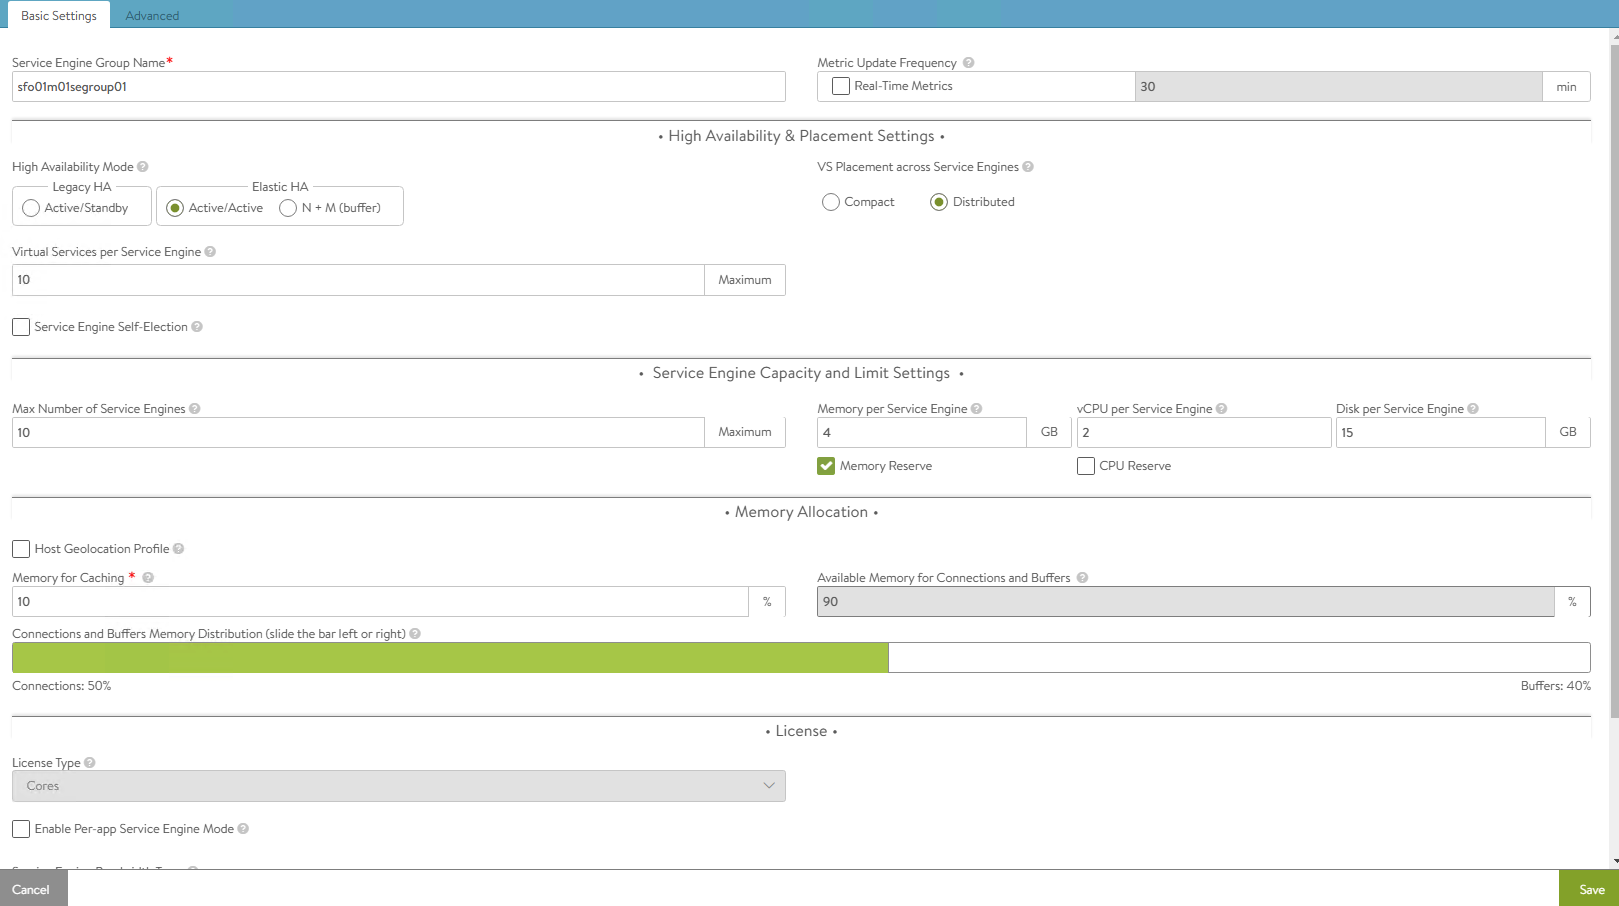 Basic Settings Advanced
Service Engine Group Name*
sfo01m01segroup01
Metric Update Frequency ?
Real-Time Metrics 30 min
• High Availability & Placement Settings •
High Availability Mode ?
Legacy HA
Active/Standby
Elastic HA
Active/Active N + M (buffer)
VS Placement across Service Engines ?
Compact Distributed
Virtual Services per Service Engine ?
10 Maximum
Service Engine Self-Election ?
• Service Engine Capacity and Limit Settings •
Max Number of Service Engines ?
10 Maximum
Memory per Service Engine ?
4 GB
Memory Reserve
vCPU per Service Engine ?
2
CPU Reserve
Disk per Service Engine ?
15 GB
• Memory Allocation •
Host Geolocation Profile ?
Memory for Caching * ?
10 %
Available Memory for Connections and Buffers ?
90 %
Connections and Buffers Memory Distribution (slide the bar left or right) ?
Connections: 50% Buffers: 40%
• License •
License Type ?
Cores
Enable Per-app Service Engine Mode ?
Cancel Save